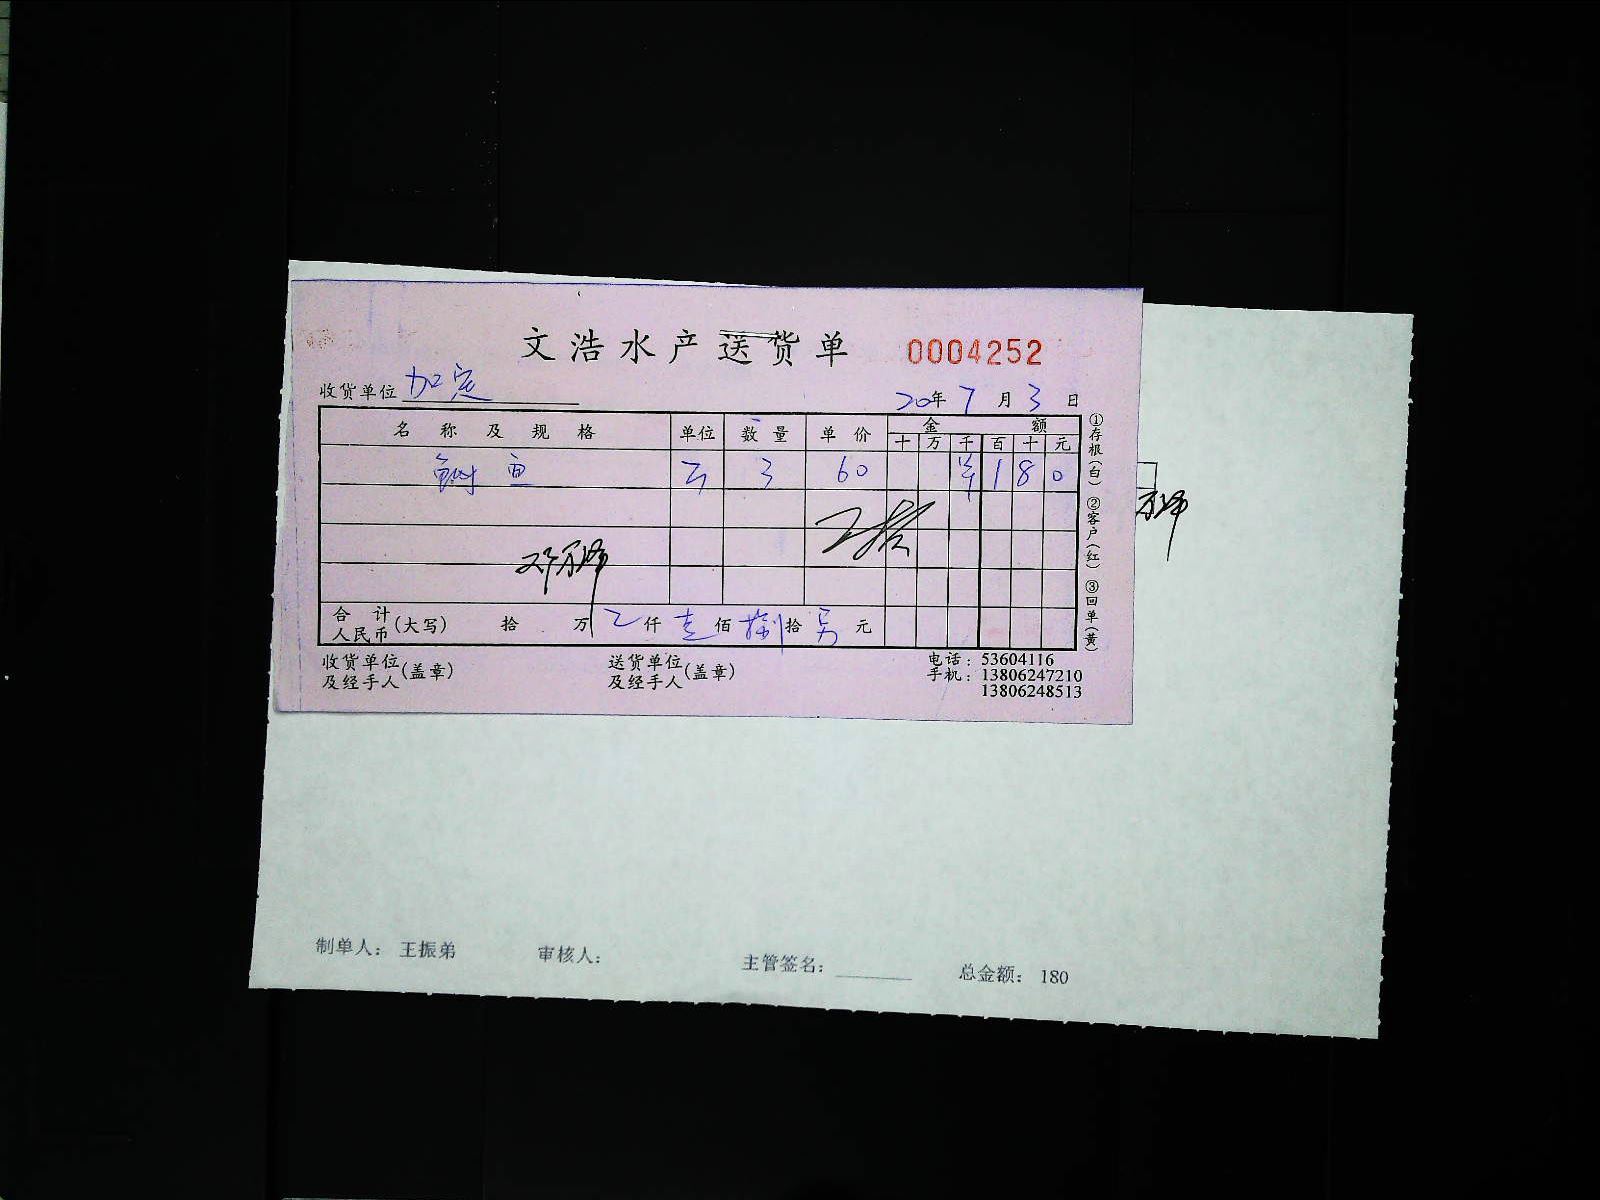 文浩水产送货单 0004252
收货单位 加定 20年7月3日
名称及规格 单位 数量 单价 金额
十 万 千 百 十 元
鱼 3 60 1 8 0
合计人民币(大写) 拾 万 仟 壹佰捌拾 元
收货单位及经手人(盖章) 送货单位及经手人(盖章)
电话：53604116
手机：13806247210
13806248513
①存根(白) ②客户(红) ③回单(黄)
制单人： 王振弟 审核人： 主管签名： 总金额： 180